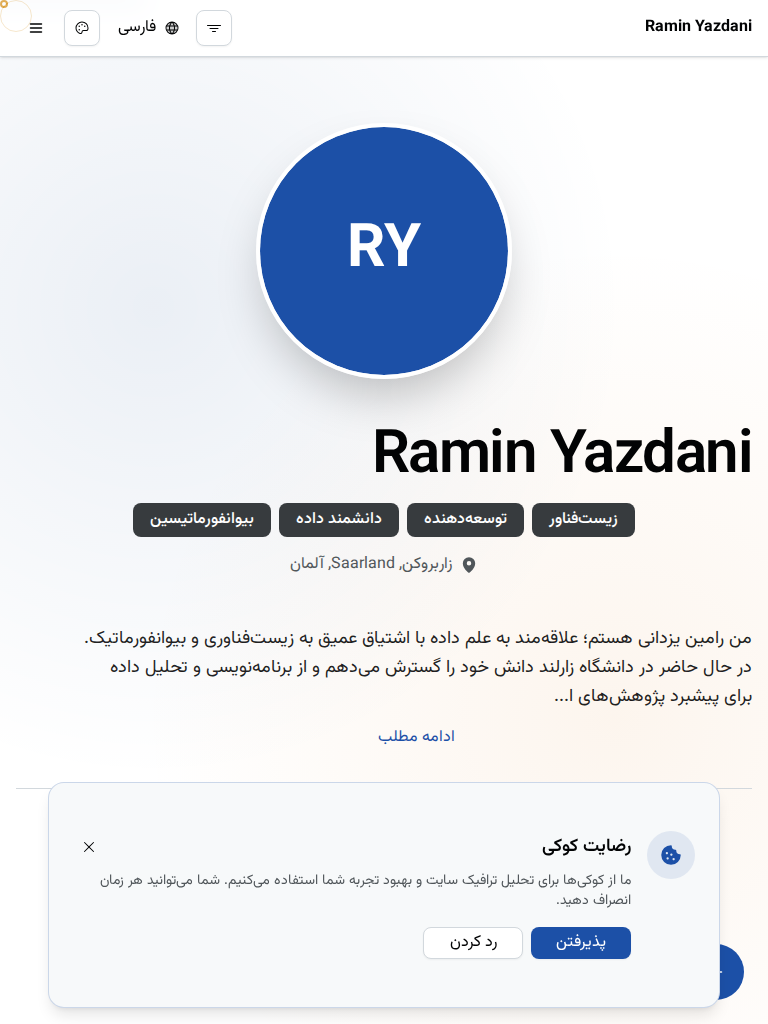 Ramin Yazdani
فارسی
RY
Ramin Yazdani
زیست‌فناور
توسعه‌دهنده
دانشمند داده
بیوانفورماتیسین
زاربروکن, Saarland, آلمان
من رامین یزدانی هستم؛ علاقه‌مند به علم داده با اشتیاق عمیق به زیست‌فناوری و بیوانفورماتیک.
در حال حاضر در دانشگاه زارلند دانش خود را گسترش می‌دهم و از برنامه‌نویسی و تحلیل داده
برای پیشبرد پژوهش‌های ا...
ادامه مطلب
رضایت کوکی
ما از کوکی‌ها برای تحلیل ترافیک سایت و بهبود تجربه شما استفاده می‌کنیم. شما می‌توانید هر زمان
انصراف دهید.
پذیرفتن
رد کردن